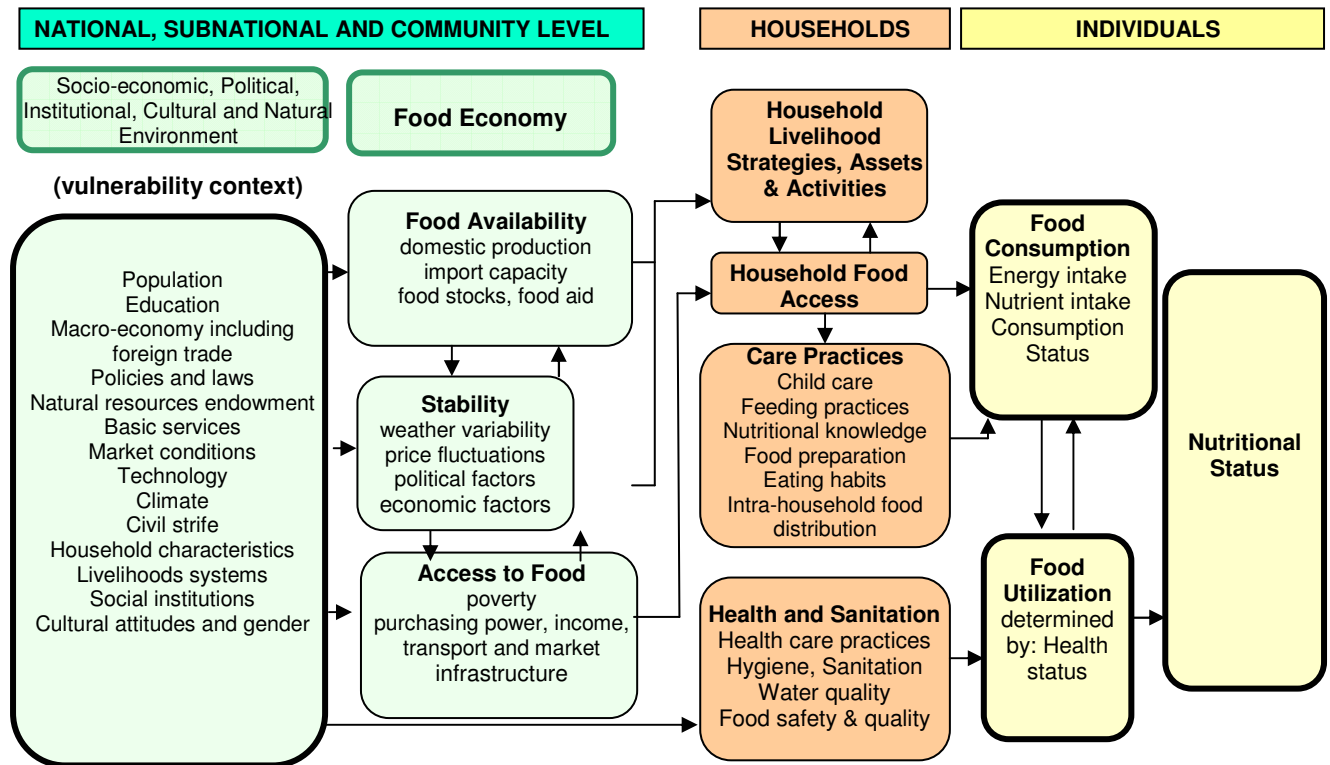 NATIONAL, SUBNATIONAL AND COMMUNITY LEVEL
HOUSEHOLDS
INDIVIDUALS
Socio-economic, Political,
Institutional, Cultural and Natural
Environment
Food Economy
(vulnerability context)
Population
Education
Macro-economy including
foreign trade
Policies and laws
Natural resources endowment
Basic services
Market conditions
Technology
Climate
Civil strife
Household characteristics
Livelihoods systems
Social institutions
Cultural attitudes and gender
Food Availability
domestic production
import capacity
food stocks, food aid
Stability
weather variability
price fluctuations
political factors
economic factors
Access to Food
poverty
purchasing power, income,
transport and market
infrastructure
Household
Livelihood
Strategies, Assets
& Activities
Household Food
Access
Care Practices
Child care
Feeding practices
Nutritional knowledge
Food preparation
Eating habits
Intra-household food
distribution
Health and Sanitation
Health care practices
Hygiene, Sanitation
Water quality
Food safety & quality
Food
Consumption
Energy intake
Nutrient intake
Consumption
Status
Food
Utilization
determined
by: Health
status
Nutritional
Status